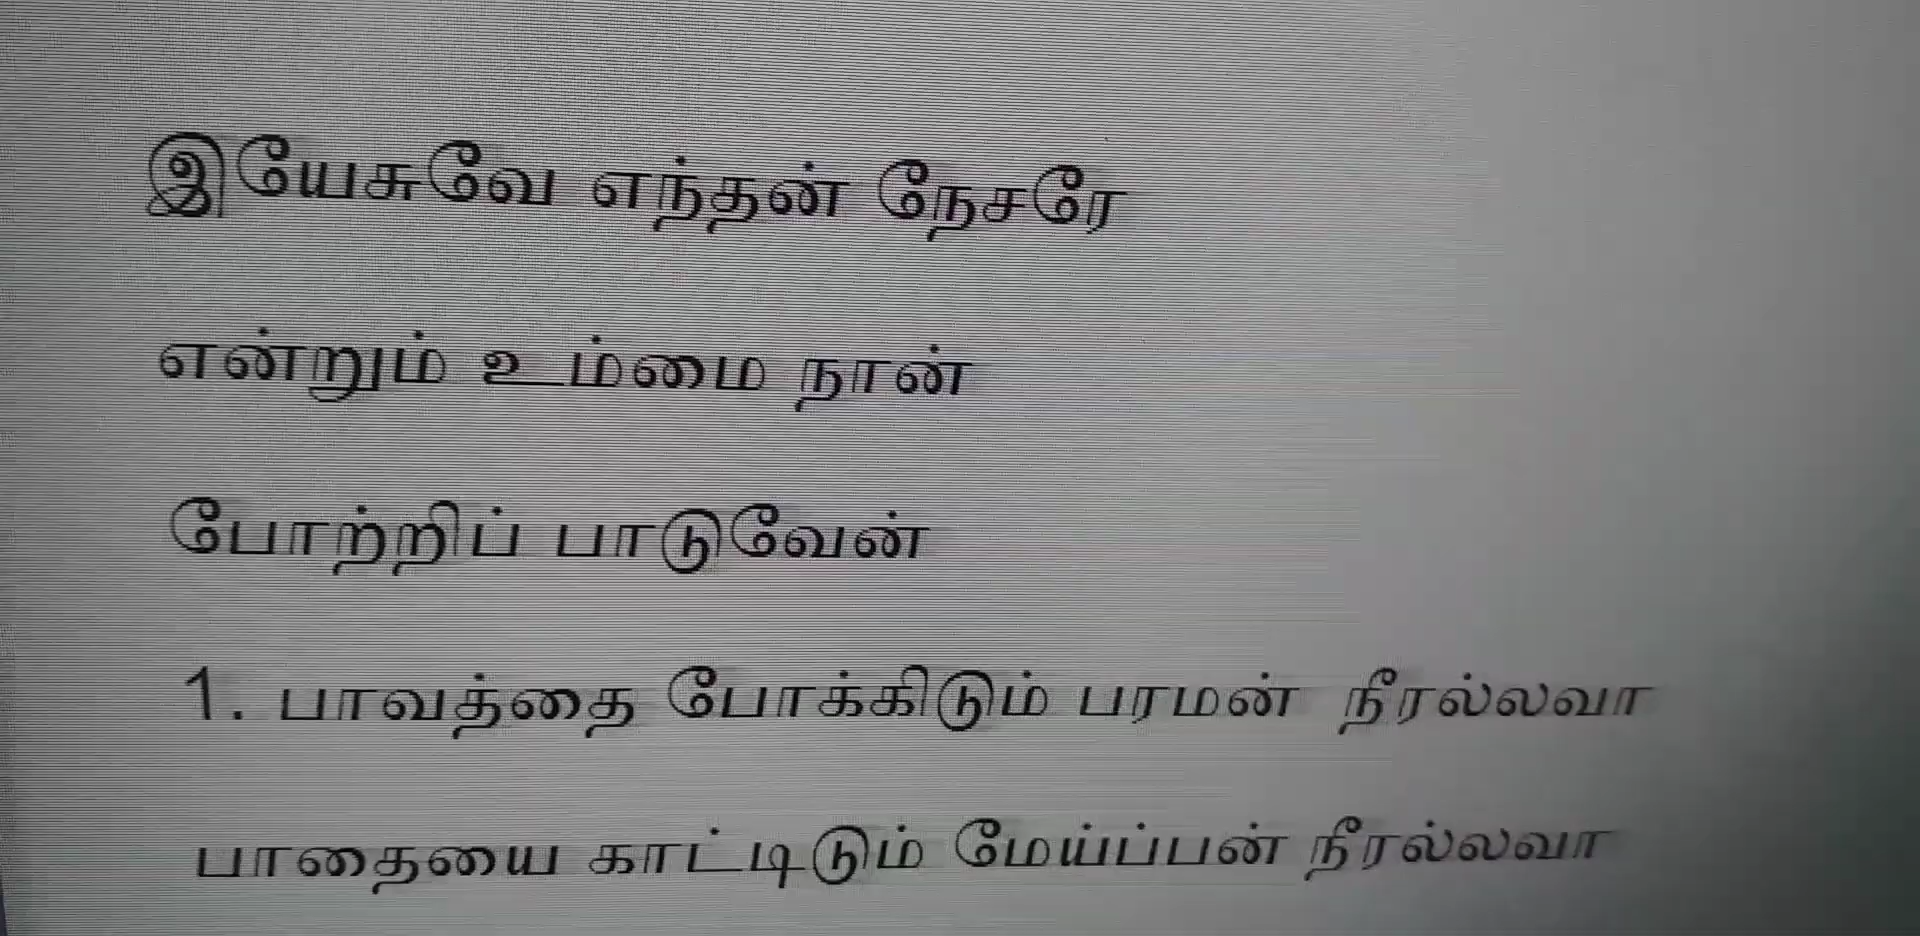 இயேசுவே எந்தன் நேசரே
என்றும் உம்மை நான்
போற்றிப் பாடுவேன்
1. பாவத்தை போக்கிடும் பரமன் நீரல்லவா
பாதையை காட்டிடும் மேய்ப்பன் நீரல்லவா